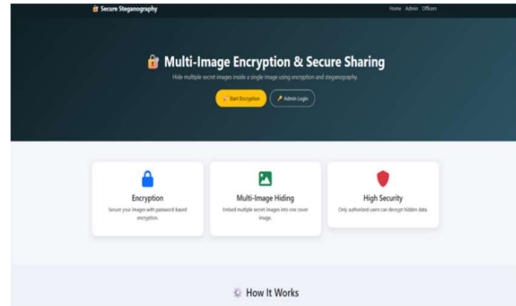 Secure Steganography
Home Admin Officers
Multi-Image Encryption & Secure Sharing
Hide multiple secret images inside a single image using encryption and steganography.
Start Encryption
Admin Login
Encryption
Secure your images with password-based
encryption.
Multi-Image Hiding
Embed multiple secret images into one cover
image.
High Security
Only authorized users can decrypt hidden data.
How It Works